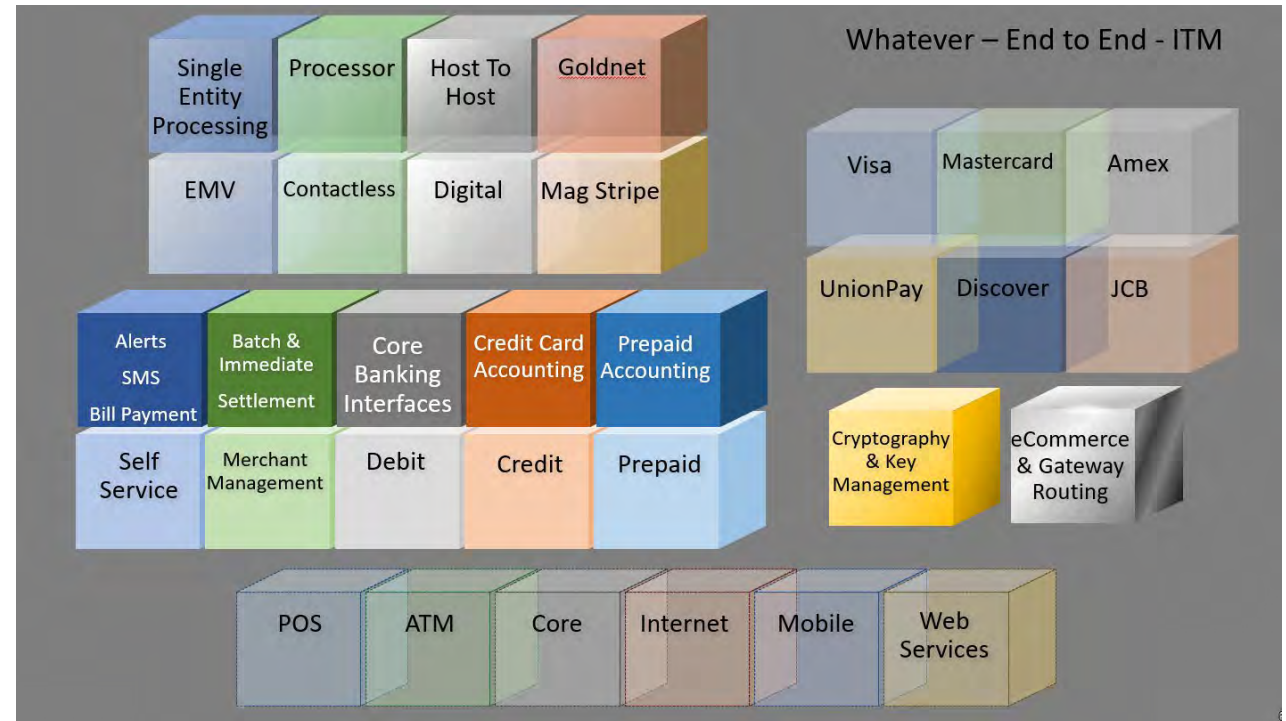 Whatever – End to End - ITM
Single
Entity
Processing
Processor
Host To
Host
Goldnet
EMV
Contactless
Digital
Mag Stripe
Visa
Mastercard
Amex
UnionPay
Discover
JCB
Alerts
SMS
Bill Payment
Batch &
Immediate
Settlement
Core
Banking
Interfaces
Credit Card
Accounting
Prepaid
Accounting
Self
Service
Merchant
Management
Debit
Credit
Prepaid
Cryptography
& Key
Management
eCommerce
& Gateway
Routing
POS
ATM
Core
Internet
Mobile
Web
Services